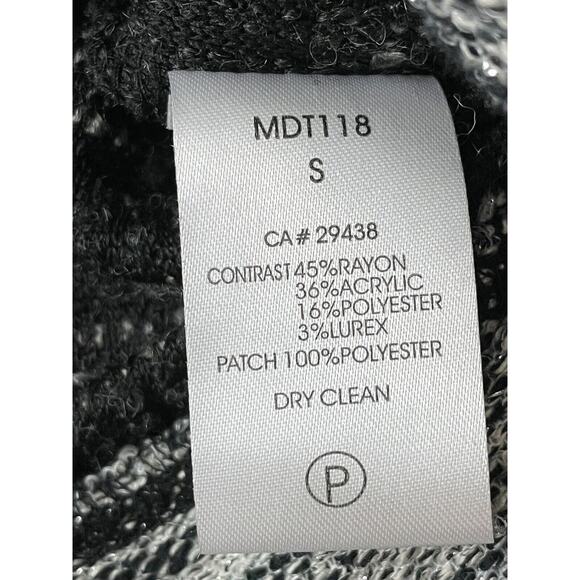 MDT118
S
CA# 29438
CONTRAST 45%RAYON
36%ACRYLIC
16%POLYESTER
3%LUREX
PATCH 100%POLYESTER
DRY CLEAN
P